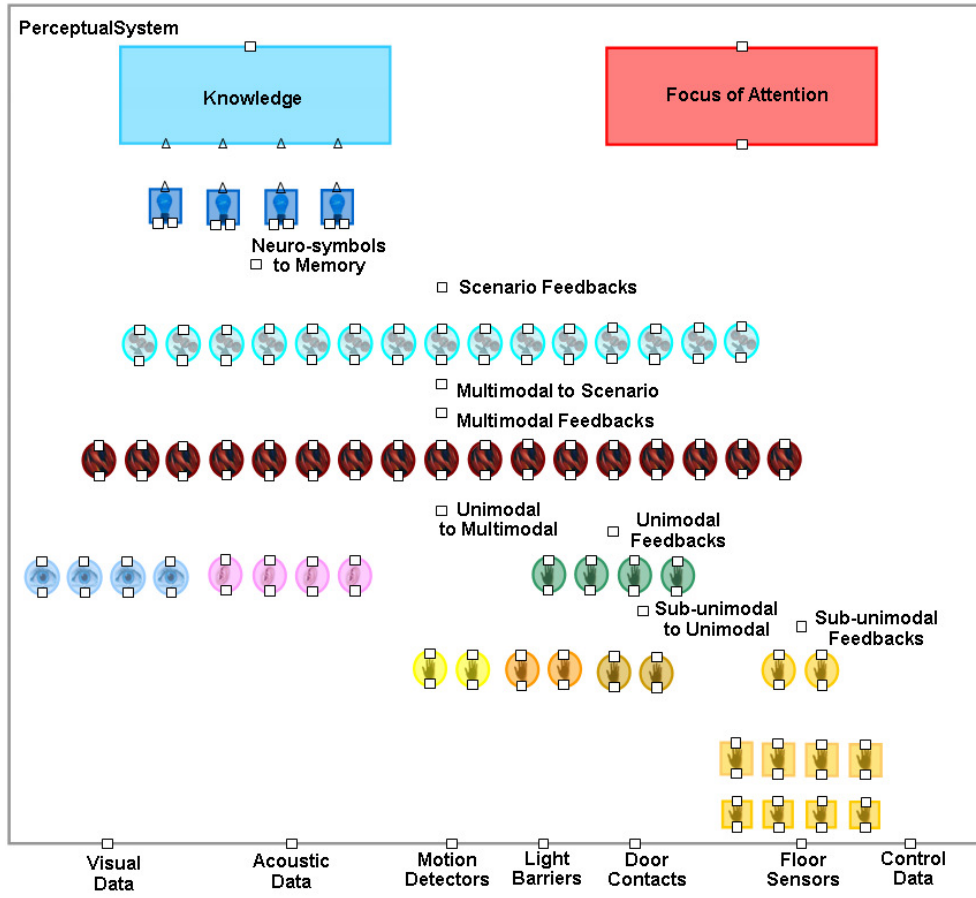 PerceptualSystem
Knowledge
Focus of Attention
Neuro-symbols
to Memory
Scenario Feedbacks
Multimodal to Scenario
Multimodal Feedbacks
Unimodal
to Multimodal
Unimodal
Feedbacks
Sub-unimodal
to Unimodal
Sub-unimodal
Feedbacks
Visual
Data
Acoustic
Data
Motion
Detectors
Light
Barriers
Door
Contacts
Floor
Sensors
Control
Data